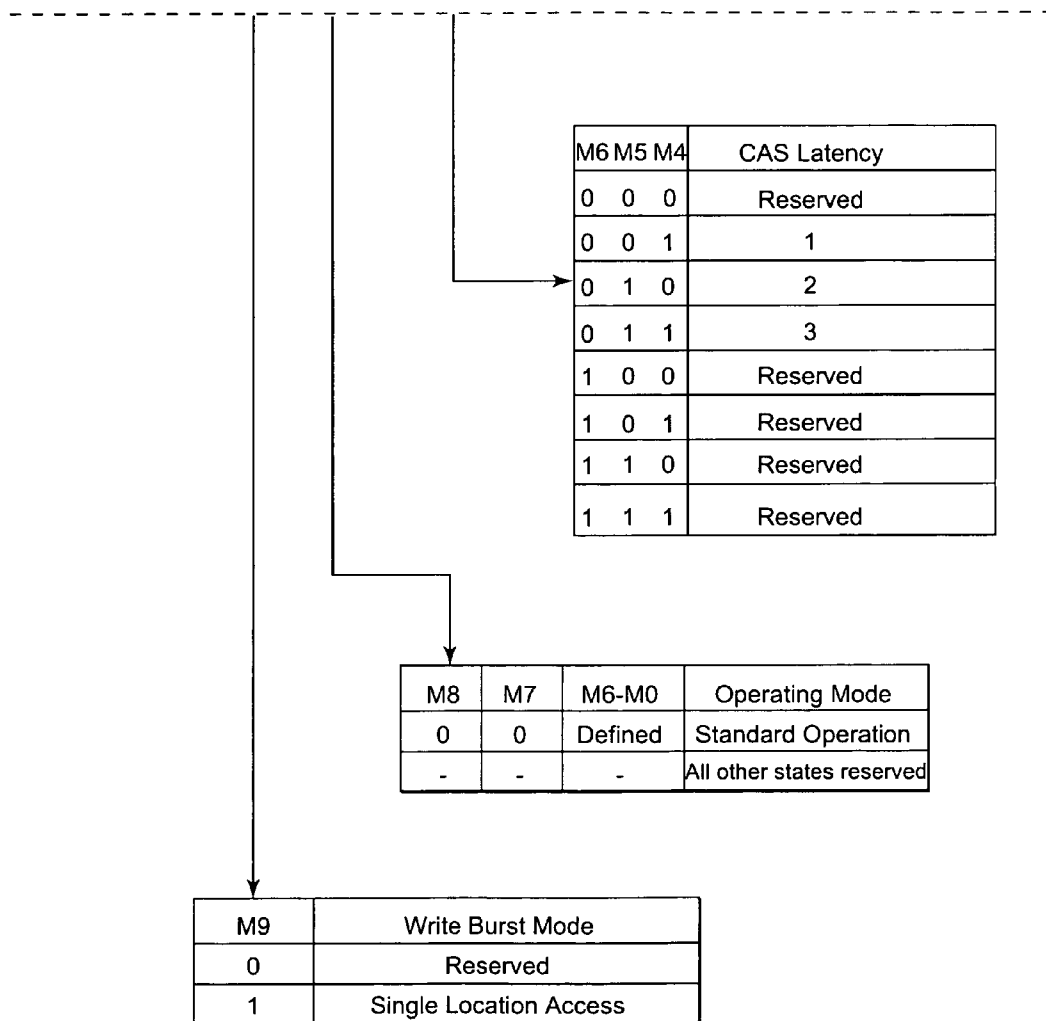 M6 M5 M4 CAS Latency
0 0 0 Reserved
0 0 1 1
0 1 0 2
0 1 1 3
1 0 0 Reserved
1 0 1 Reserved
1 1 0 Reserved
1 1 1 Reserved
M8 M7 M6-M0 Operating Mode
0 0 Defined Standard Operation
- - - All other states reserved
M9 Write Burst Mode
0 Reserved
1 Single Location Access